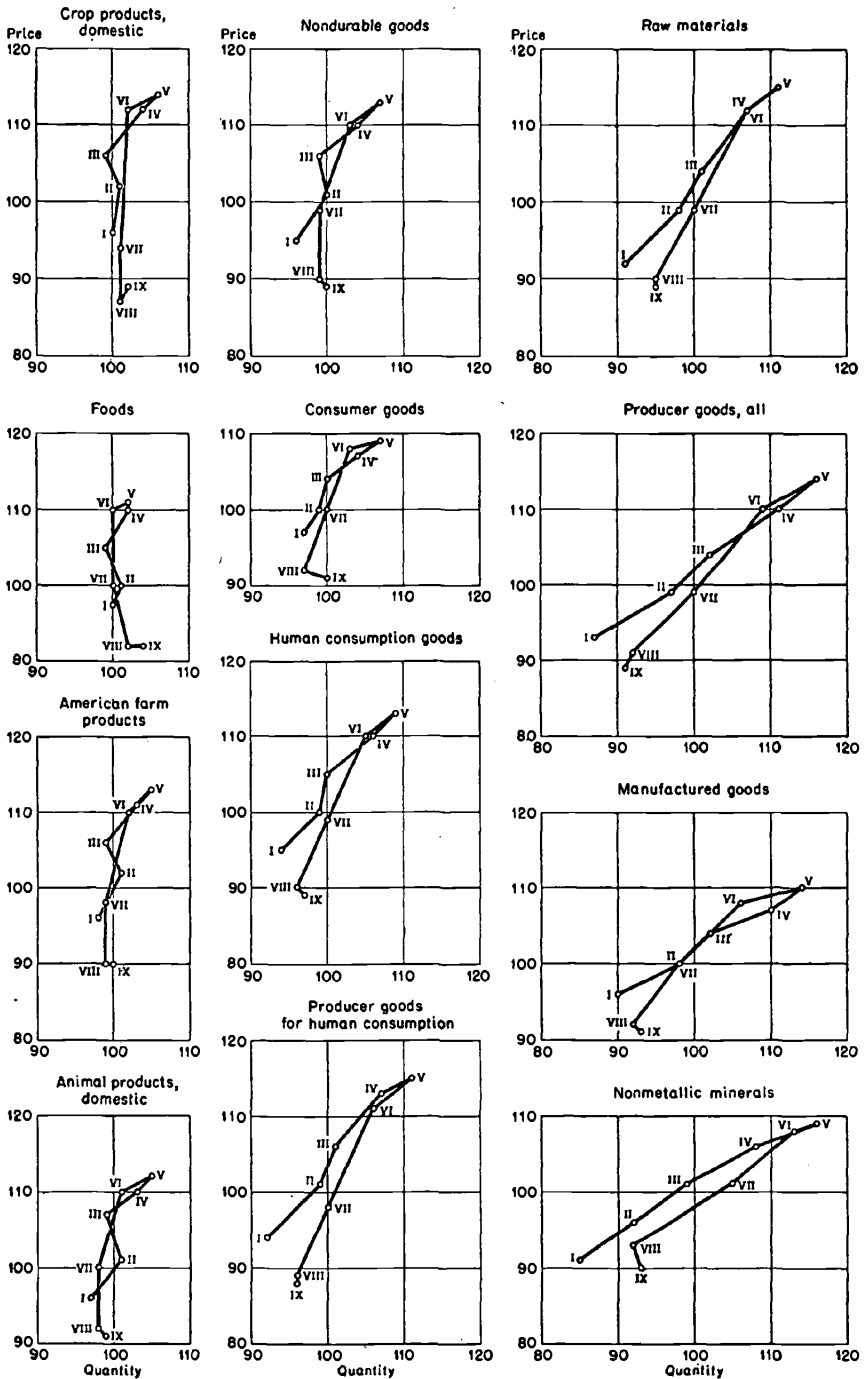 Crop products,
domestic
Price
120
110
100
90
80
90 100 110
I
II
III
IV
V
VI
VII
VIII
IX
Nondurable goods
120
110
100
90
80
90 100 110 120
I
II
III
IV
V
VI
VII
VIII
IX
Raw materials
Price
120
110
100
90
80
80 90 100 110 120
I
II
III
IV
V
VI
VII
VIII
IX
Foods
120
110
100
90
80
90 100 110
I
II
III
IV
V
VI
VII
VIII
IX
Consumer goods
110
100
90
90 100 110 120
I
II
III
IV
V
VI
VII
VIII
IX
Producer goods, all
120
110
100
90
80
80 90 100 110 120
I
II
III
IV
V
VI
VII
VIII
IX
American farm
products
120
110
100
90
80
90 100 110
I
II
III
IV
V
VI
VII
VIII
IX
Human consumption goods
120
110
100
90
80
90 100 110 120
I
II
III
IV
V
VI
VII
VIII
IX
Manufactured goods
120
110
100
90
80 90 100 110 120
I
II
III
IV
V
VI
VII
VIII
IX
Animal products,
domestic
120
110
100
90
90 100 110
Quantity
I
II
III
IV
V
VI
VII
VIII
IX
Producer goods
for human consumption
120
110
100
90
80
90 100 110 120
Quantity
I
II
III
IV
V
VI
VII
VIII
IX
Nonmetallic minerals
110
100
90
80
80 90 100 110 120
Quantity
I
II
III
IV
V
VI
VII
VIII
IX